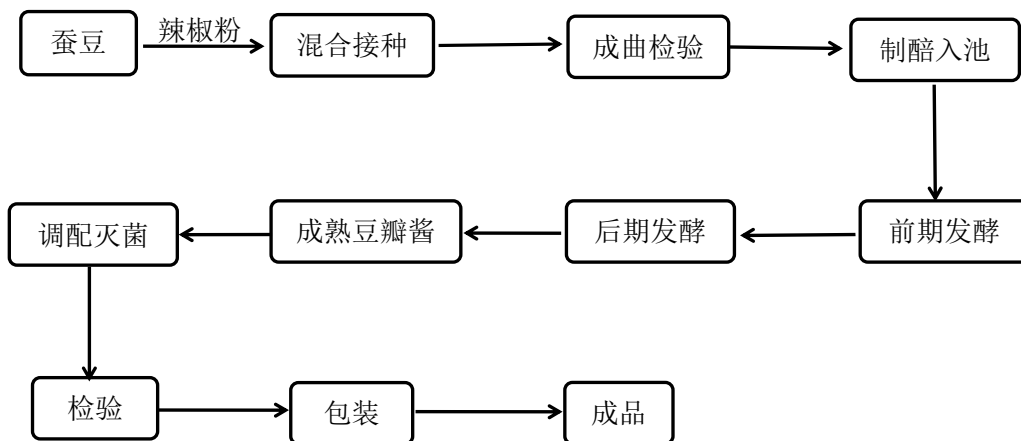 蚕豆
辣椒粉
混合接种
成曲检验
制醅入池
前期发酵
后期发酵
成熟豆瓣酱
调配灭菌
检验
包装
成品